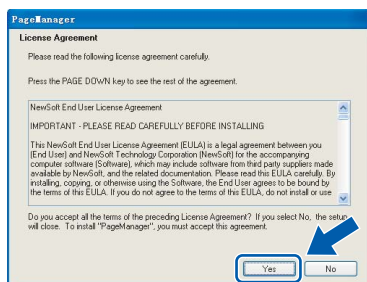 PageManager
License Agreement
Please read the following license agreement carefully.
Press the PAGE DOWN key to see the rest of the agreement.
NewSoft End User License Agreement
IMPORTANT - PLEASE READ CAREFULLY BEFORE INSTALLING
This NewSoft End User License Agreement (EULA) is a legal agreement between you
(End User) and NewSoft Technology Corporation (NewSoft) for the accompanying
computer software (Software), which may include software from third party suppliers made
available by NewSoft, and the related documentation. Please read this EULA carefully. By
installing, copying, or otherwise using the Software, the End User agrees to be bound by
the terms of this EULA. If you do not agree to the terms of this EULA, do not install or use
Do you accept all the terms of the preceding License Agreement? If you select No, the setup
will close. To install "PageManager", you must accept this agreement.
Yes
No